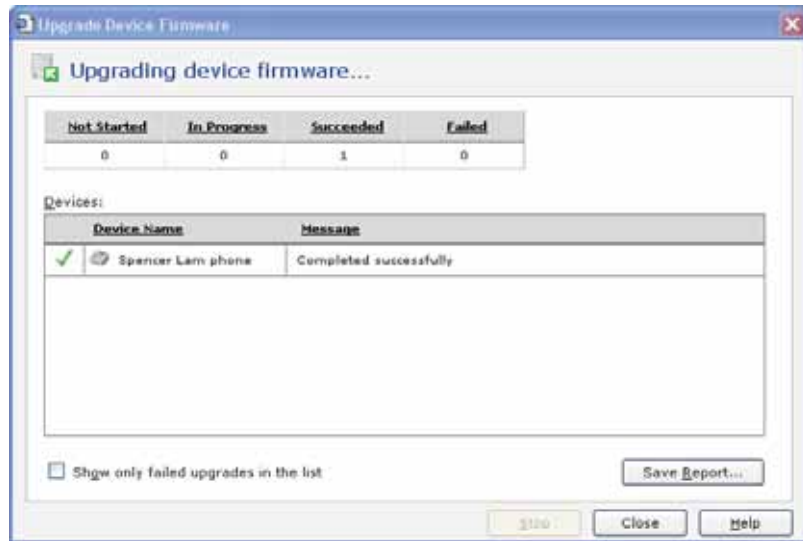 Upgrade Device Firmware
Upgrading device firmware...
Not Started In Progress Succeeded Failed
0 0 1 0
Devices:
Device Name Message
Spencer Lam phone Completed successfully
Show only failed upgrades in the list
Save Report...
Stop Close Help